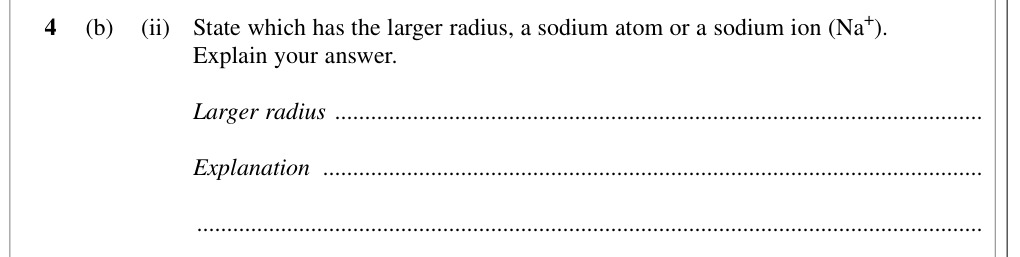 4 (b) (ii) State which has the larger radius, a sodium atom or a sodium ion (Na⁺).
Explain your answer.
Larger radius ............................................................................................................
Explanation ..............................................................................................................
...................................................................................................................................